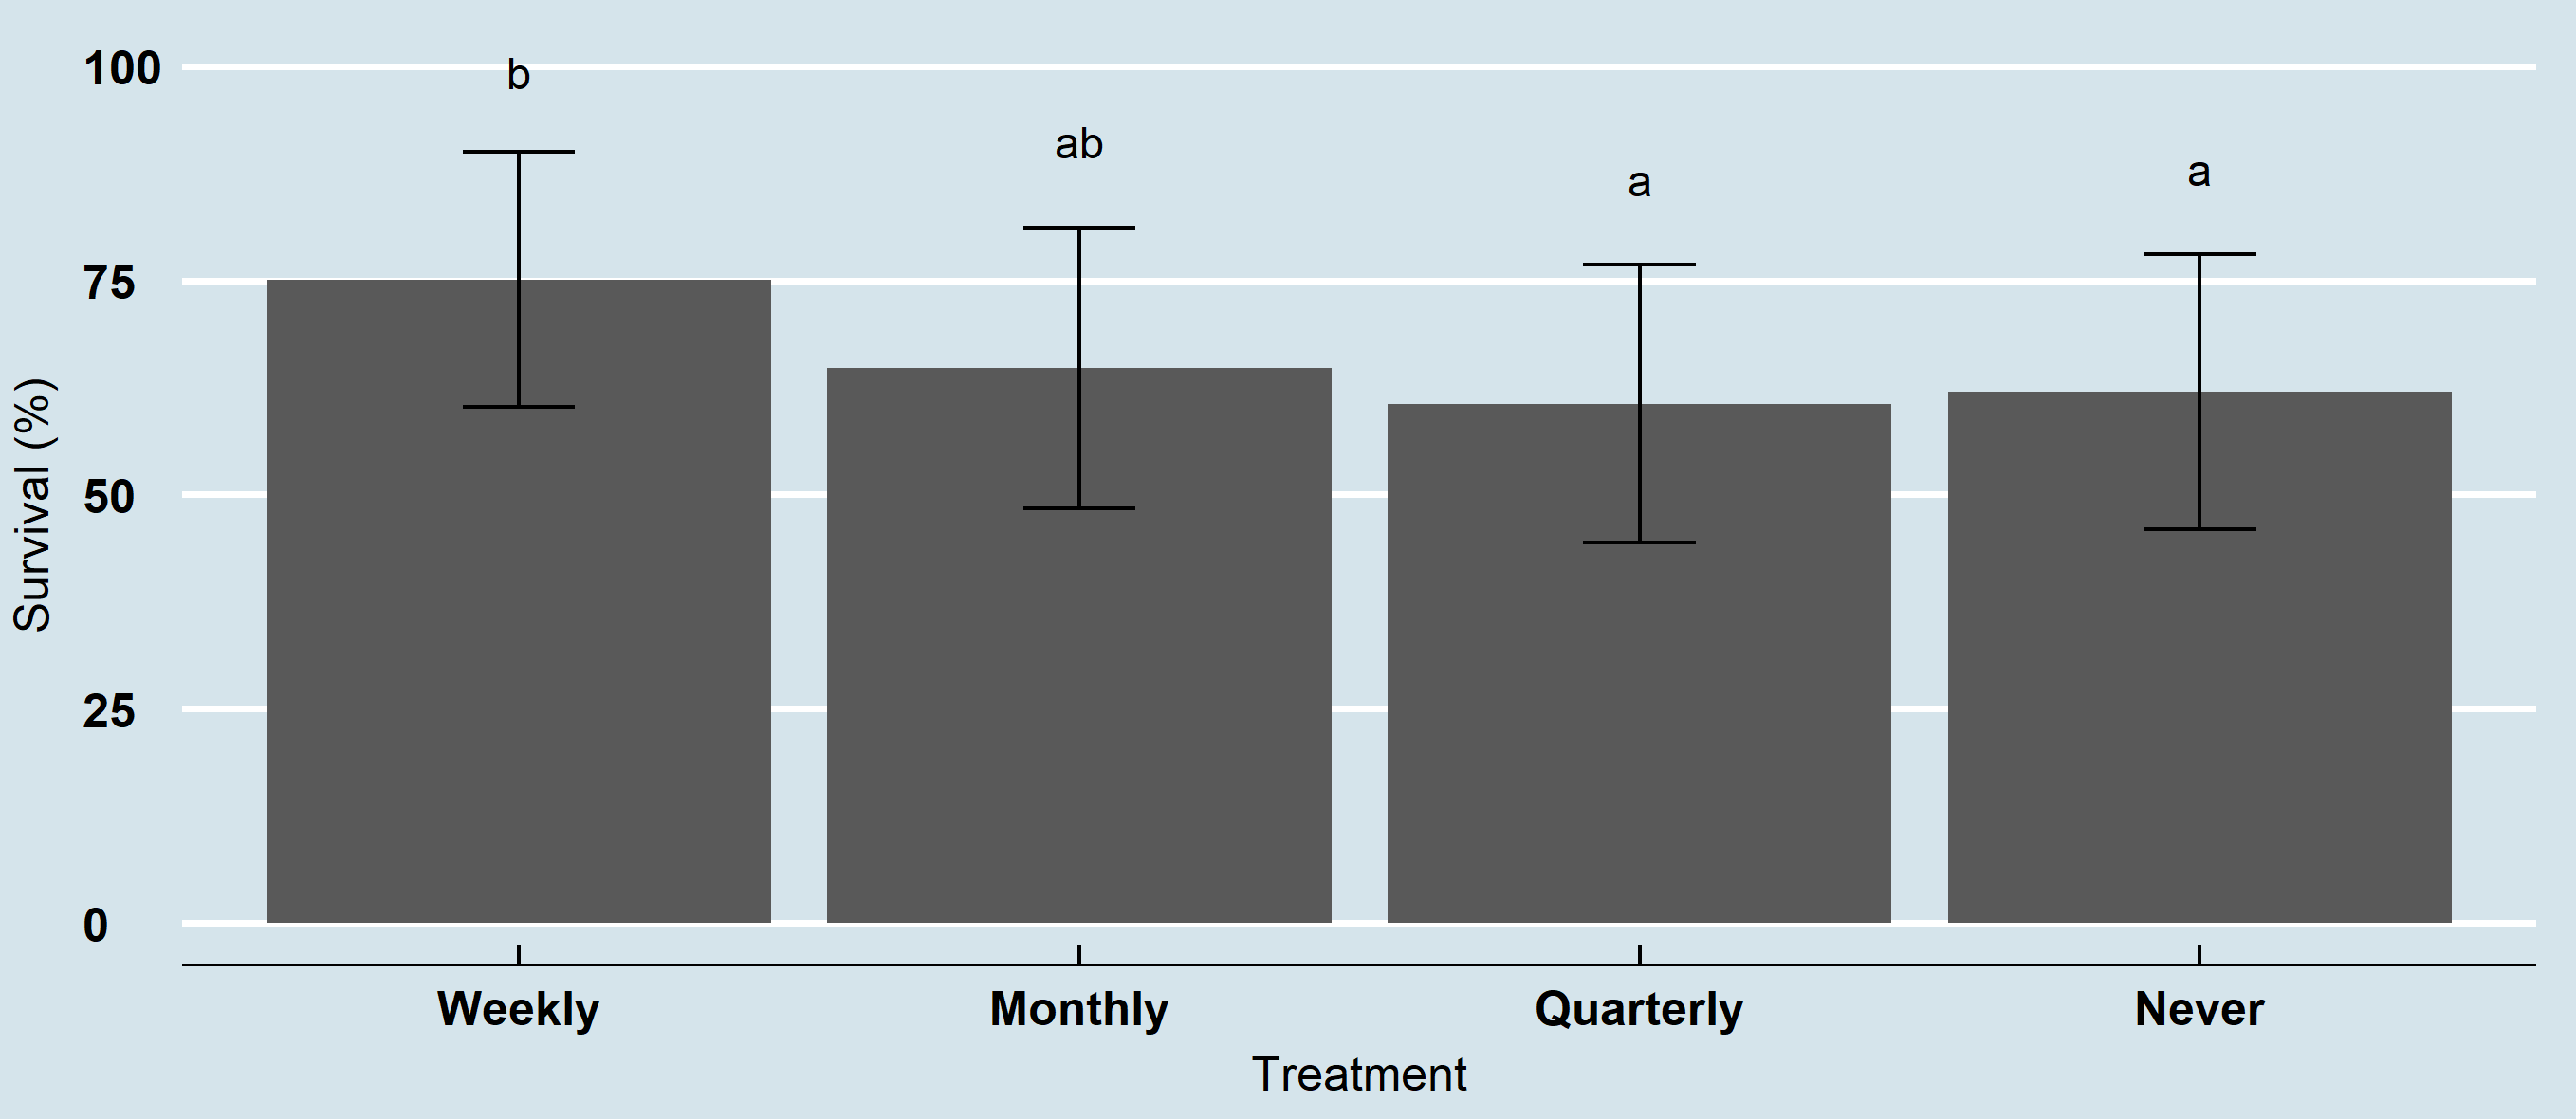 100
75
50
25
0
Survival (%)
b
ab
a
a
Weekly
Monthly
Quarterly
Never
Treatment